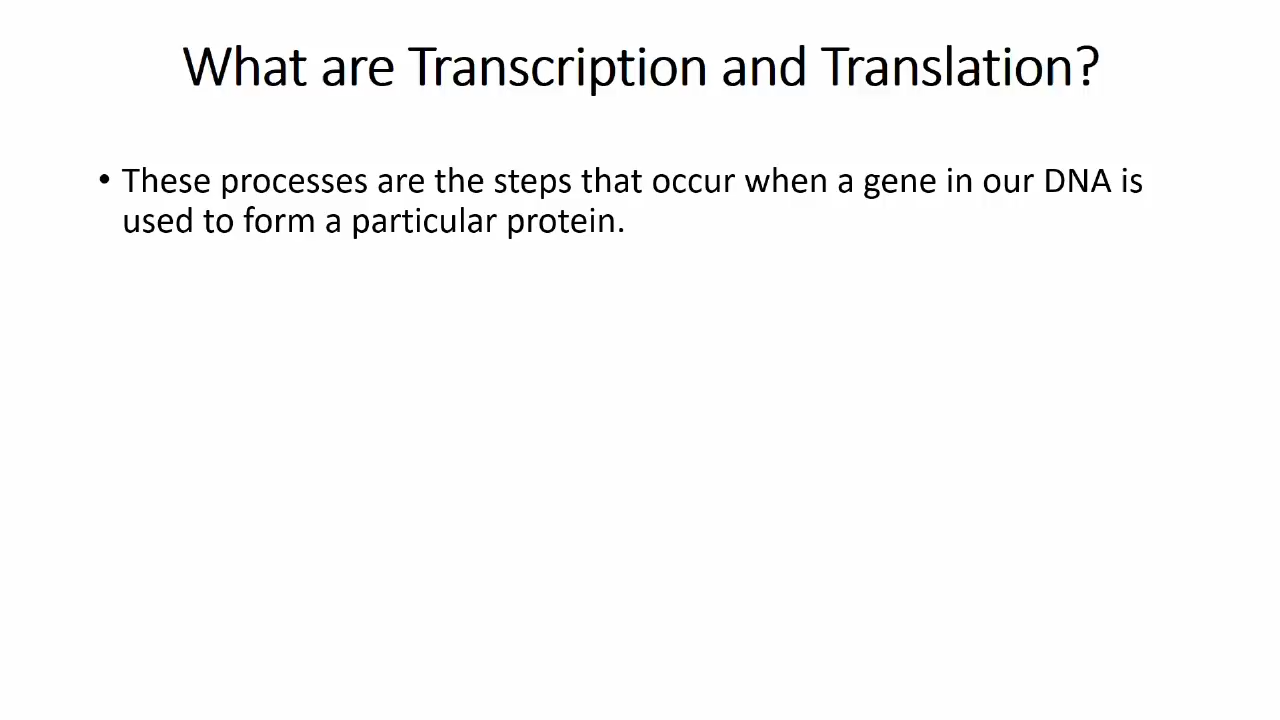 What are Transcription and Translation?
• These processes are the steps that occur when a gene in our DNA is
used to form a particular protein.